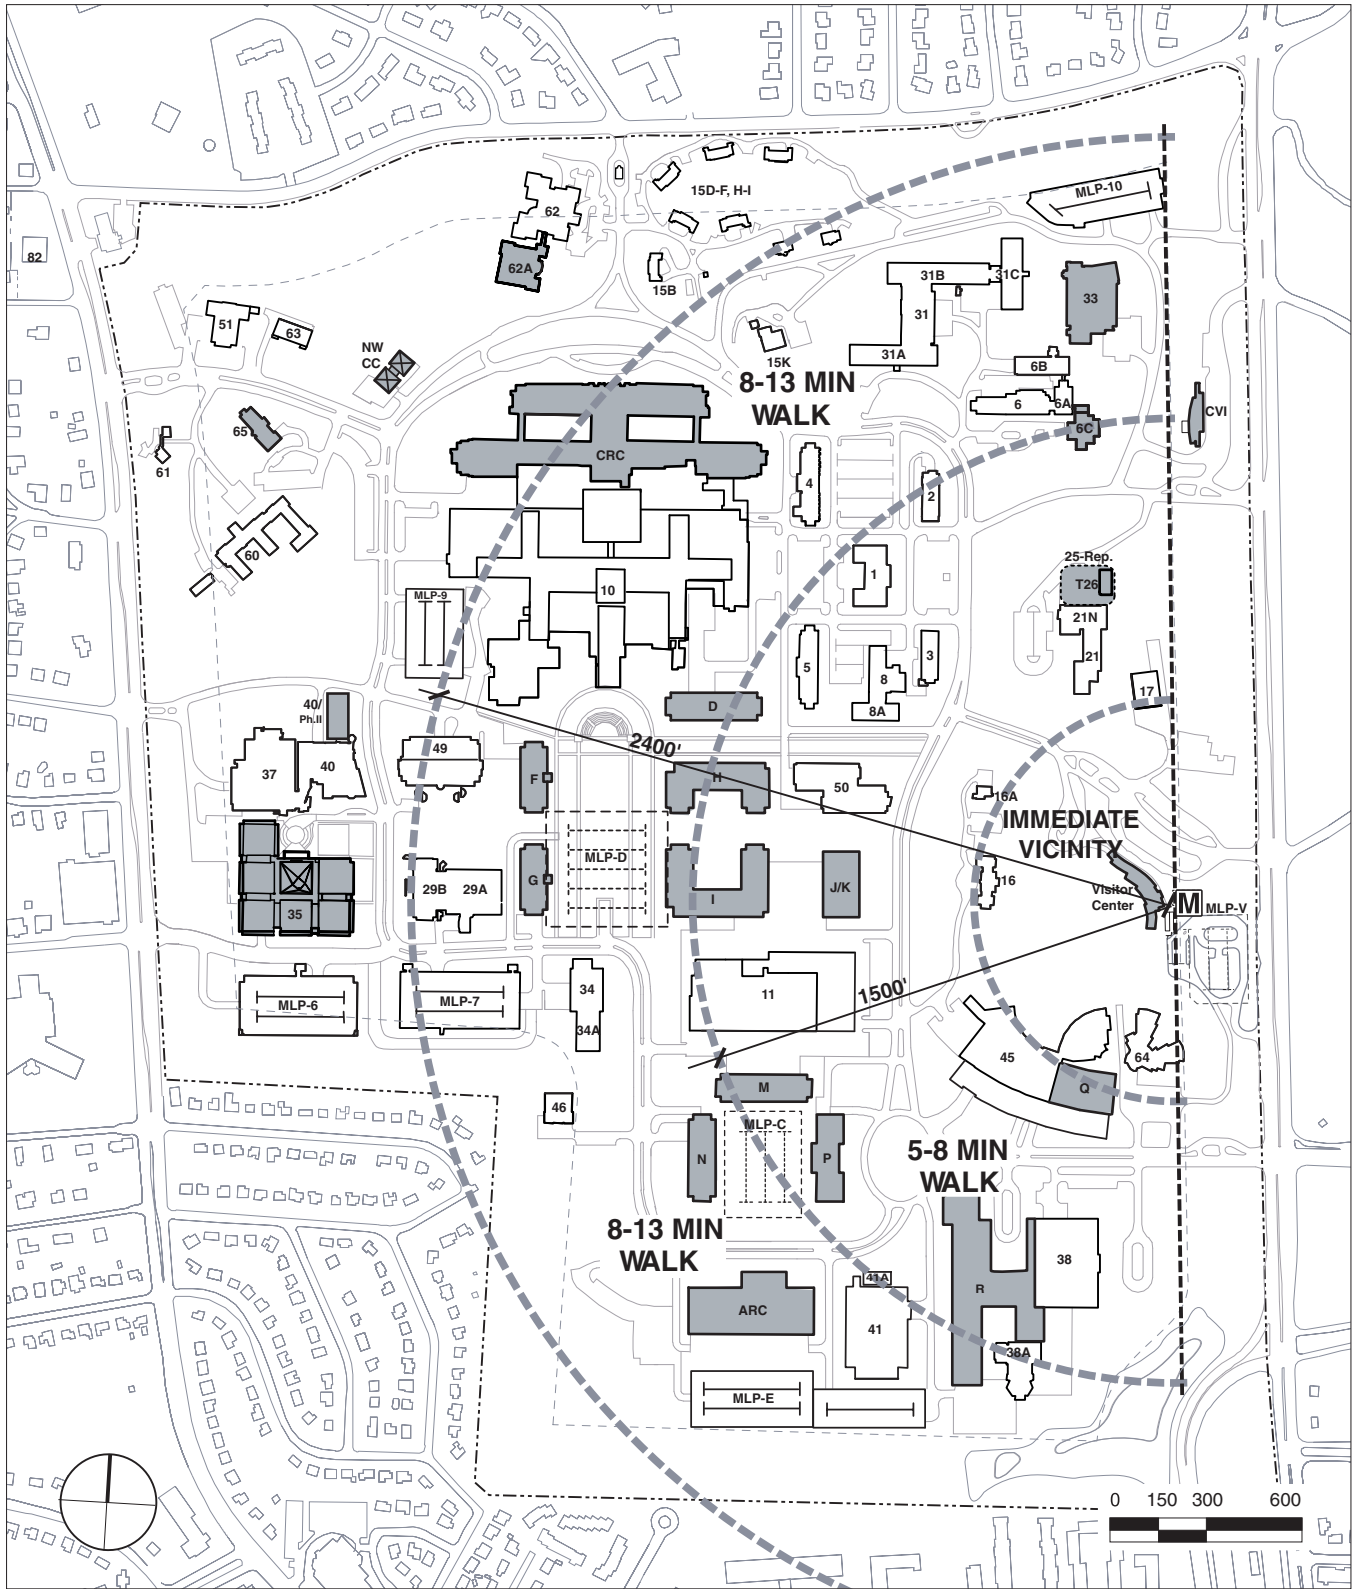 MLP-10
15D-F, H-I
62
82
62A
31B
31C
15B
33
31
51
63
NW
CC
31A
15K
6B
8-13 MIN
WALK
6
6A
CVI
6C
65
CRC
61
4
2
60
25-Rep.
1
T26
10
MLP-9
21N
3
5
21
8
17
40/
Ph.II
D
8A
2400'
49
37
40
F
H
50
16A
IMMEDIATE
VICINITY
MLP-D
G
29B
29A
J/K
16
Visitor
Center
I
M
MLP-V
35
34
11
1500'
MLP-6
MLP-7
34A
45
64
M
Q
46
MLP-C
5-8 MIN
WALK
N
P
8-13 MIN
WALK
38
41A
R
ARC
41
38A
MLP-E
0 150 300 600